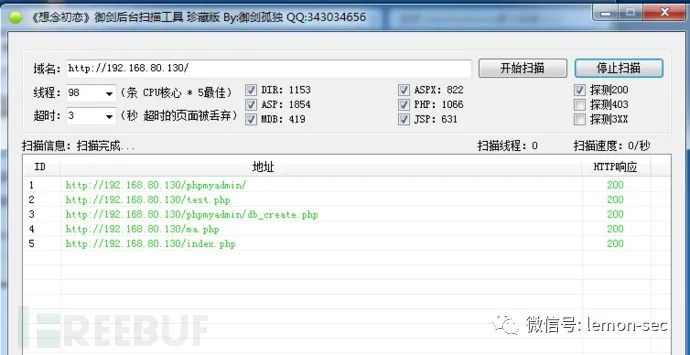 《想念初恋》御剑后台扫描工具 珍藏版 By:御剑孤独 QQ:343034656
域名: http://192.168.80.130/ 开始扫描 停止扫描
线程: 98 (条 CPU核心 * 5最佳) DIR: 1153 ASPX: 822 探测200
ASP: 1854 PHP: 1066 探测403
超时: 3 (秒 超时的页面被丢弃) MDB: 419 JSP: 631 探测3XX
扫描信息: 扫描完成... 扫描线程: 0 扫描速度: 0/秒
ID 地址 HTTP响应
1 http://192.168.80.130/phpmyadmin/ 200
2 http://192.168.80.130/test.php 200
3 http://192.168.80.130/phpmyadmin/db_create.php 200
4 http://192.168.80.130/ma.php 200
5 http://192.168.80.130/index.php 200
FREEBUF
微信号: lemon-sec